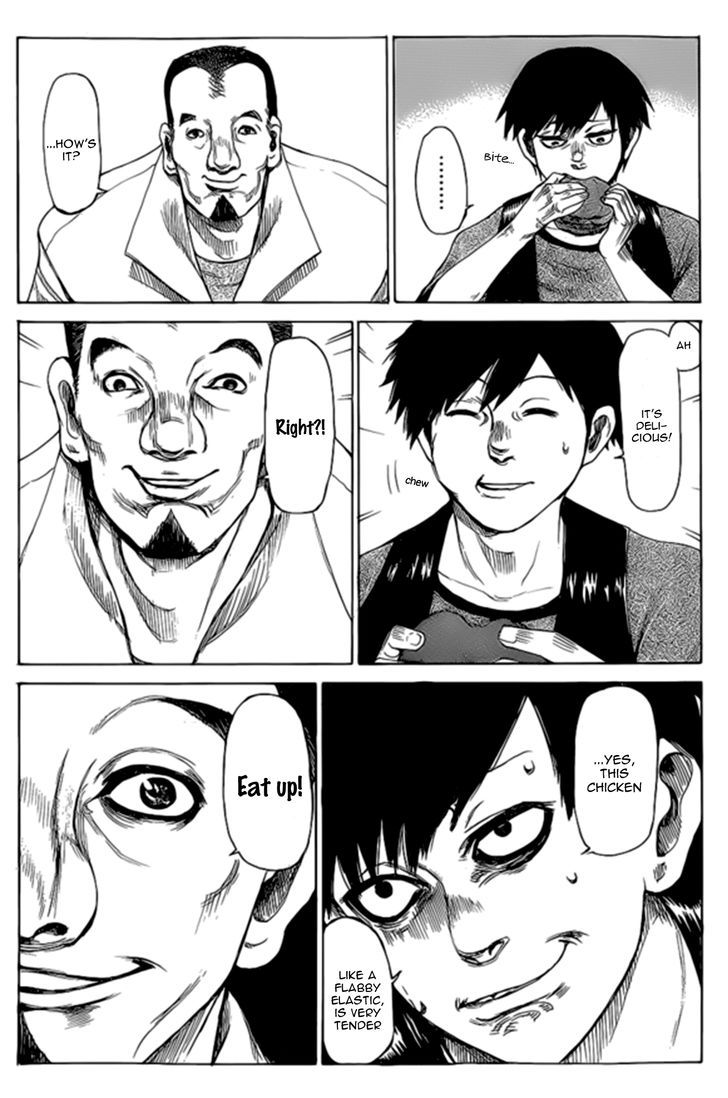 Bite...
.........
...HOW'S
IT?
AH
IT'S
DELI-
CIOUS!
chew
Right?!
...YES,
THIS
CHICKEN
LIKE A
FLABBY
ELASTIC,
IS VERY
TENDER
Eat up!